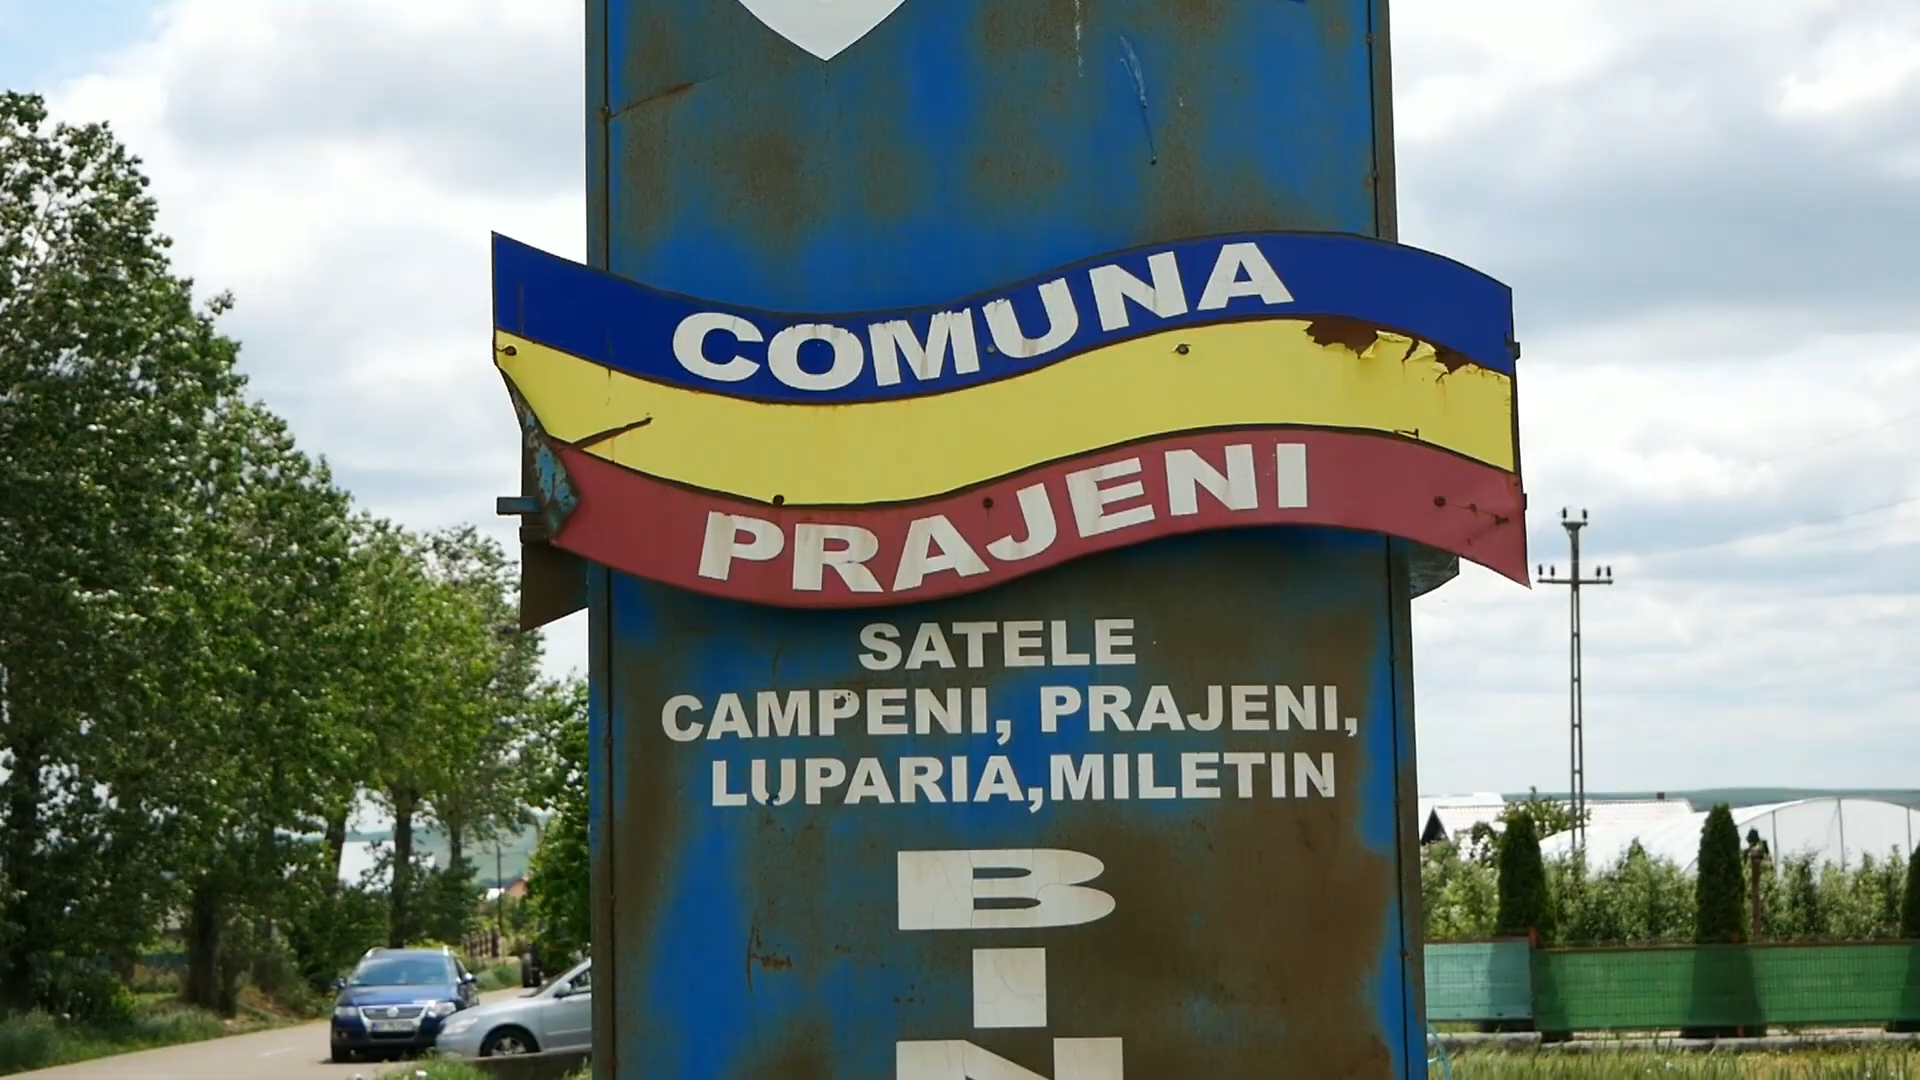 COMUNA
PRAJENI
SATELE
CAMPENI, PRAJENI,
LUPARIA,MILETIN
B
I
N